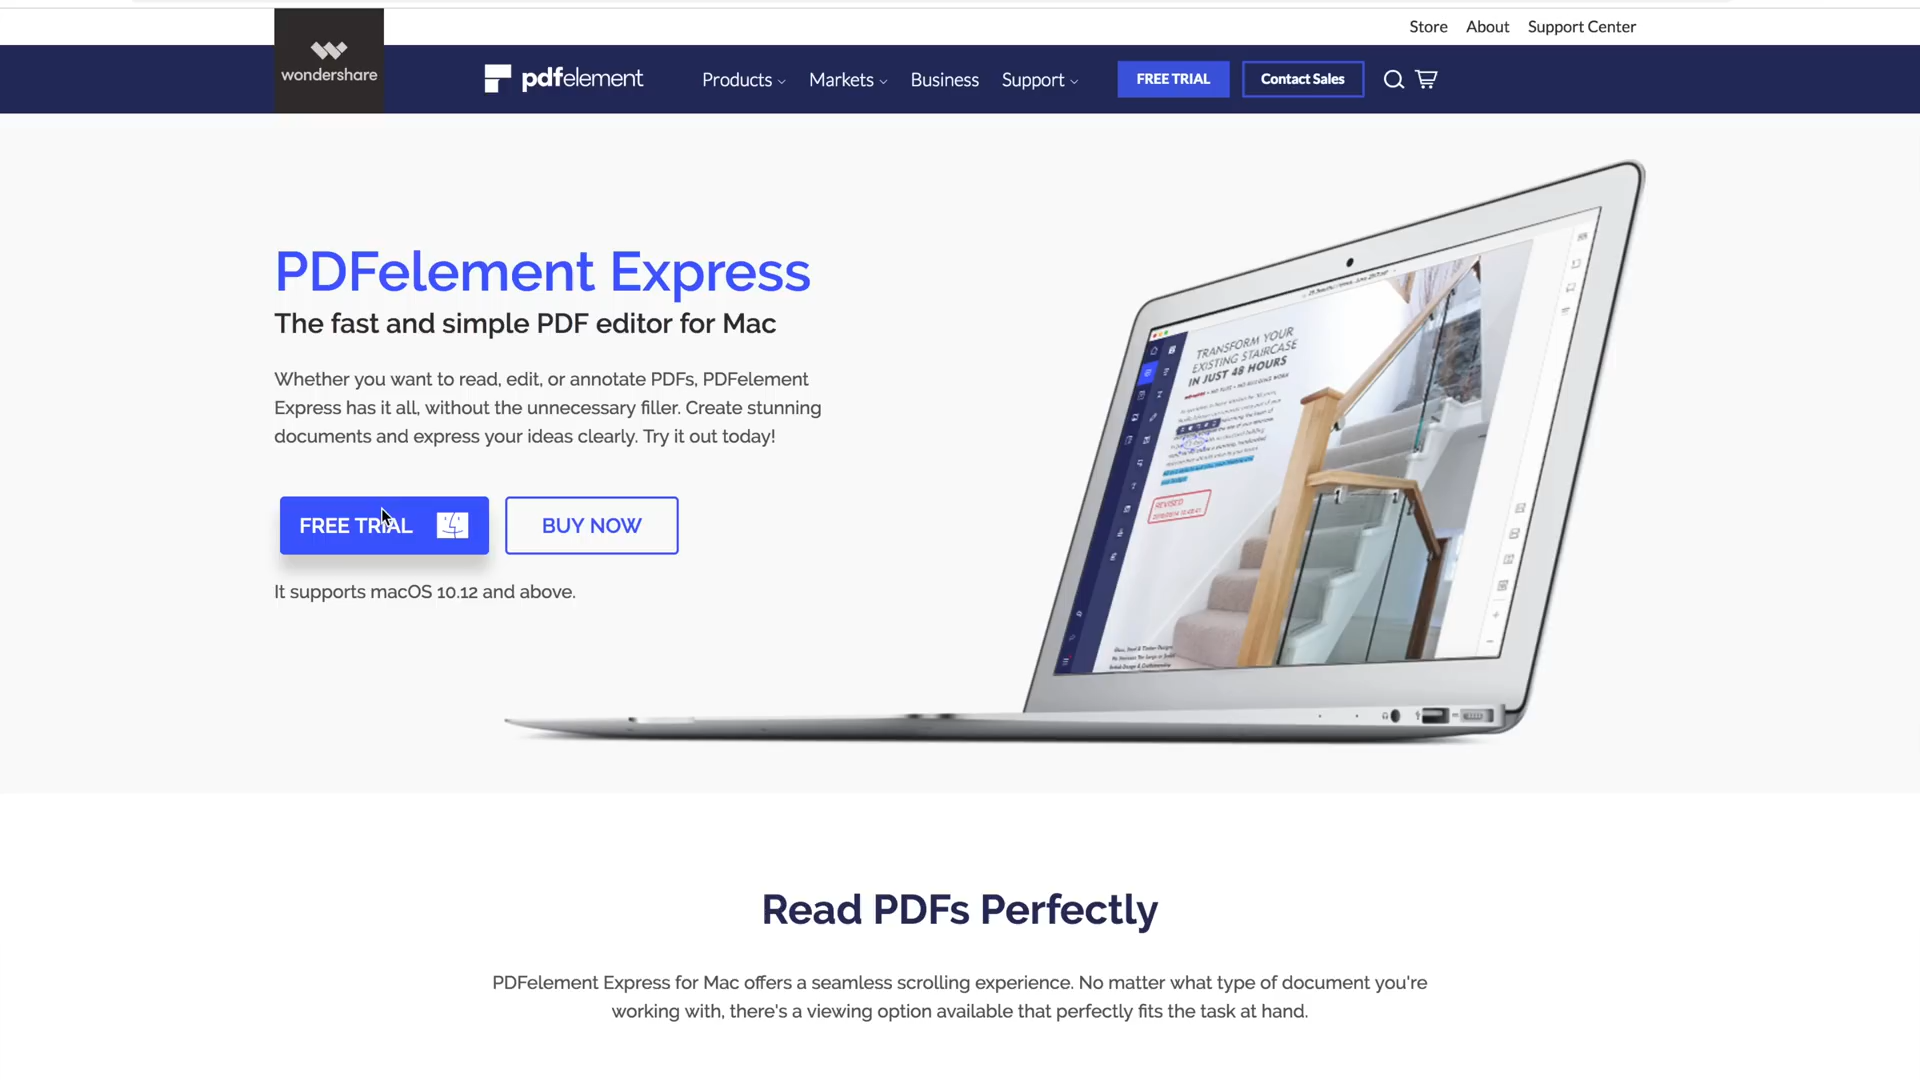 Store About Support Center
wondershare
pdfelement Products Markets Business Support FREE TRIAL Contact Sales
PDFelement Express
The fast and simple PDF editor for Mac
Whether you want to read, edit, or annotate PDFs, PDFelement
Express has it all, without the unnecessary filler. Create stunning
documents and express your ideas clearly. Try it out today!
FREE TRIAL BUY NOW
It supports macOS 10.12 and above.
TRANSFORM YOUR
EXISTING STAIRCASE
IN JUST 48 HOURS
REVISED
Read PDFs Perfectly
PDFelement Express for Mac offers a seamless scrolling experience. No matter what type of document you're
working with, there's a viewing option available that perfectly fits the task at hand.